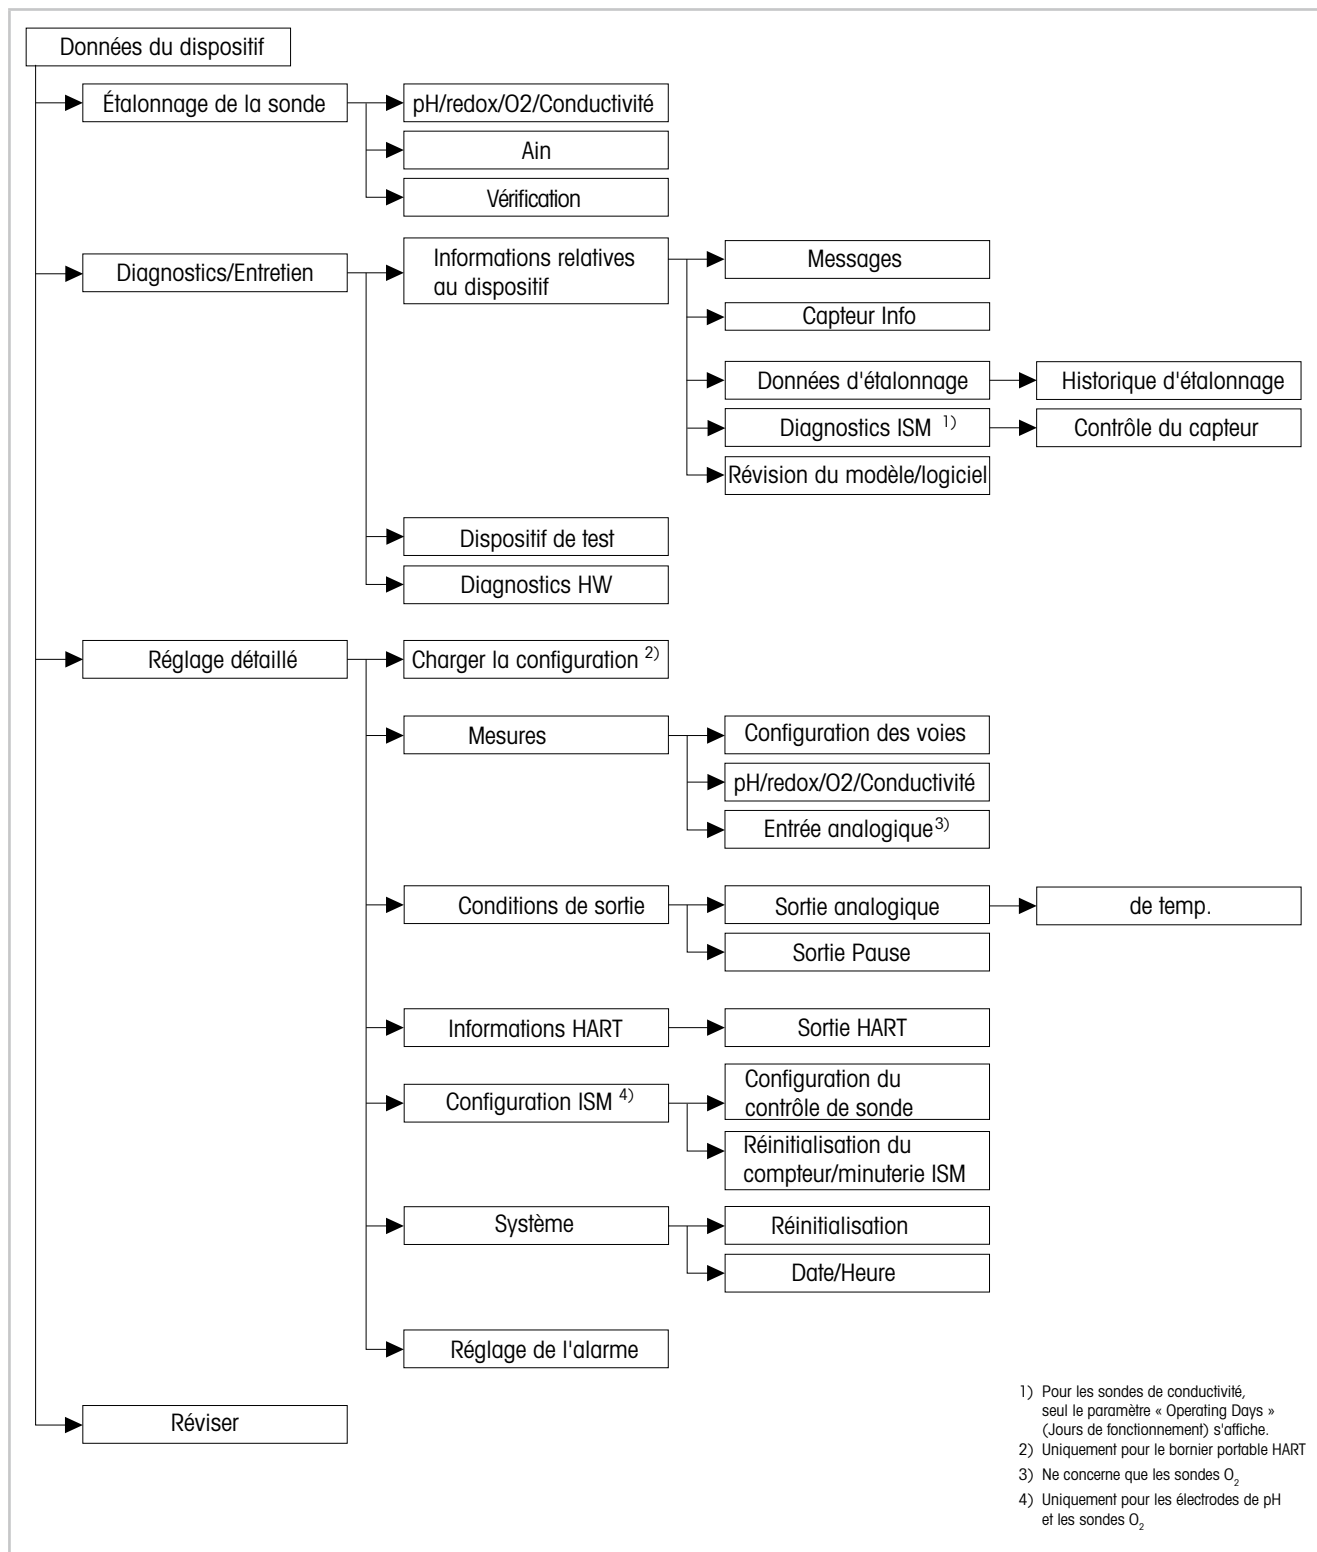 Données du dispositif
Étalonnage de la sonde
pH/redox/O2/Conductivité
Ain
Vérification
Diagnostics/Entretien
Informations relatives
au dispositif
Messages
Capteur Info
Données d'étalonnage
Historique d'étalonnage
Diagnostics ISM 1)
Contrôle du capteur
Révision du modèle/logiciel
Dispositif de test
Diagnostics HW
Réglage détaillé
Charger la configuration 2)
Mesures
Configuration des voies
pH/redox/O2/Conductivité
Entrée analogique3)
Conditions de sortie
Sortie analogique
de temp.
Sortie Pause
Informations HART
Sortie HART
Configuration ISM 4)
Configuration du
contrôle de sonde
Réinitialisation du
compteur/minuterie ISM
Système
Réinitialisation
Date/Heure
Réglage de l'alarme
Réviser
1) Pour les sondes de conductivité,
seul le paramètre « Operating Days »
(Jours de fonctionnement) s'affiche.
2) Uniquement pour le bornier portable HART
3) Ne concerne que les sondes O2
4) Uniquement pour les électrodes de pH
et les sondes O2